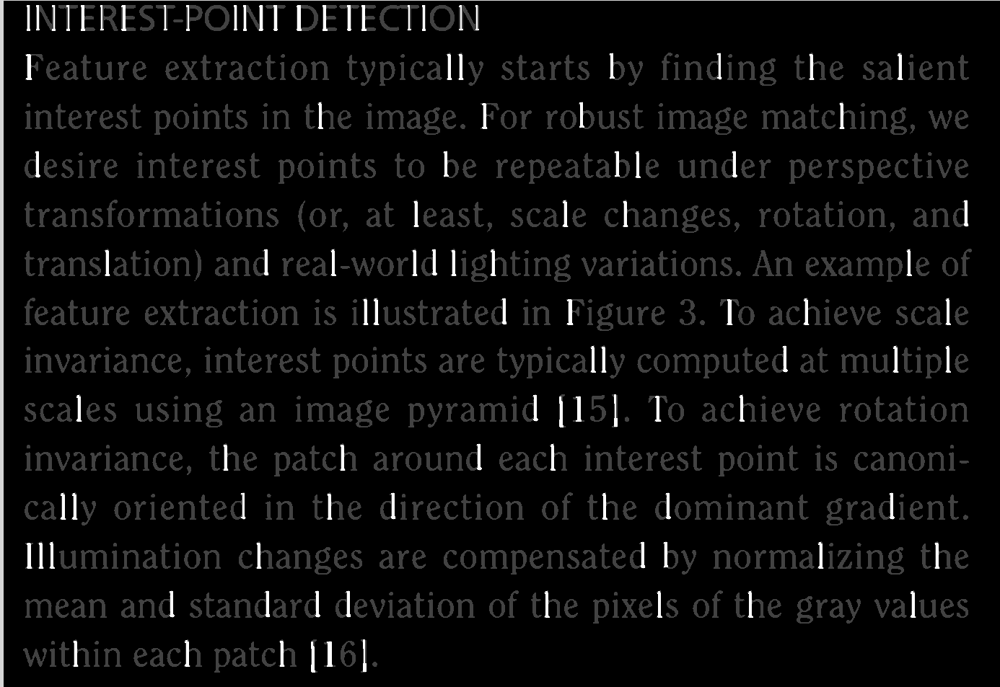 INTEREST-POINT DETECTION
Feature extraction typically starts by finding the salient
interest points in the image. For robust image matching, we
desire interest points to be repeatable under perspective
transformations (or, at least, scale changes, rotation, and
translation) and real-world lighting variations. An example of
feature extraction is illustrated in Figure 3. To achieve scale
invariance, interest points are typically computed at multiple
scales using an image pyramid [15]. To achieve rotation
invariance, the patch around each interest point is canoni-
cally oriented in the direction of the dominant gradient.
Illumination changes are compensated by normalizing the
mean and standard deviation of the pixels of the gray values
within each patch [16].